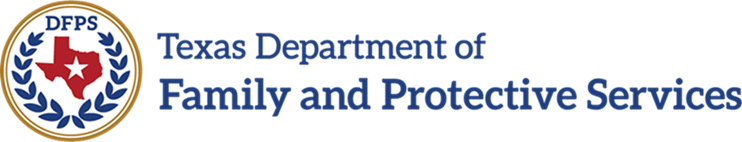 DFPS
Texas Department of
Family and Protective Services